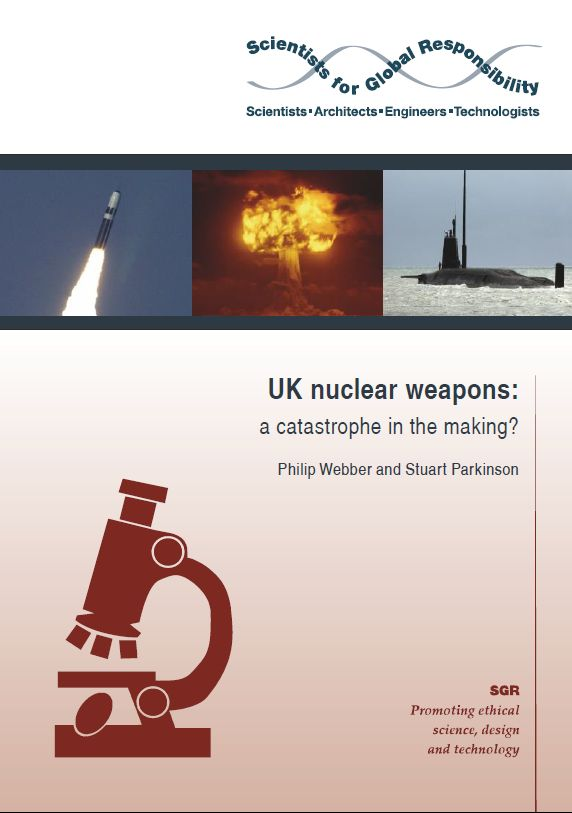 Scientists for Global Responsibility
Scientists▪Architects▪Engineers▪Technologists
UK nuclear weapons:
a catastrophe in the making?
Philip Webber and Stuart Parkinson
SGR
Promoting ethical
science, design
and technology